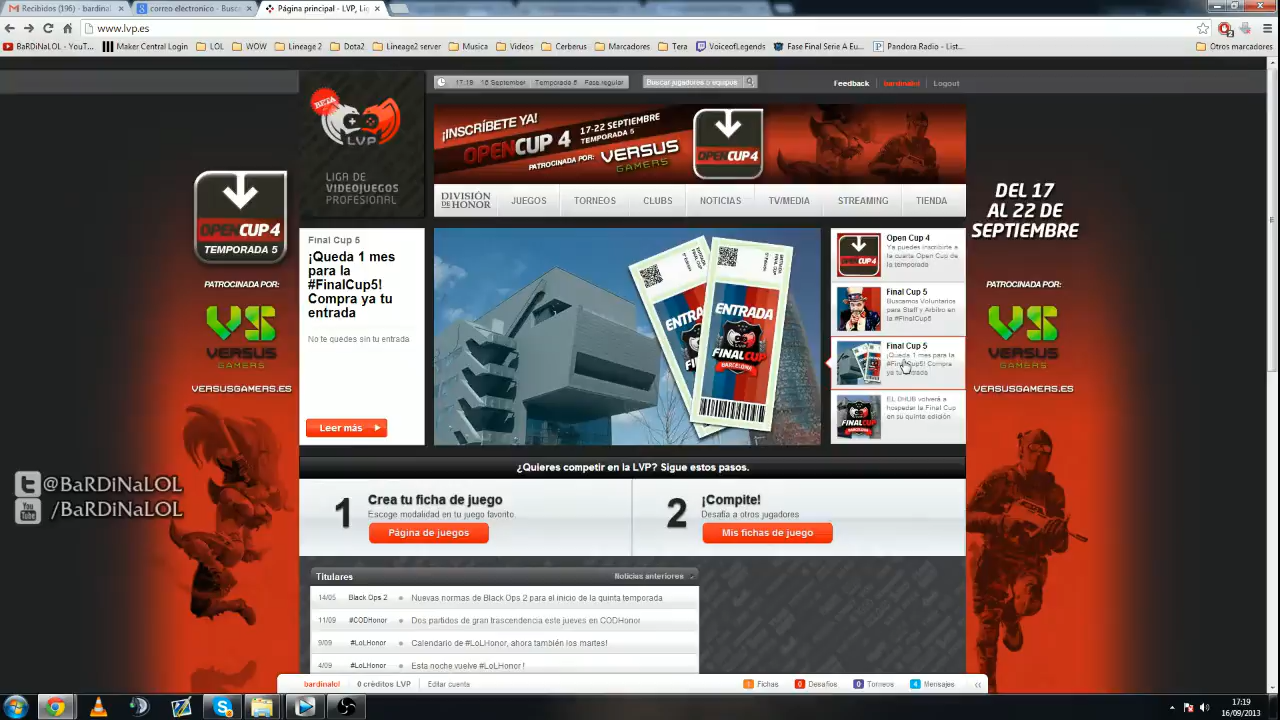 Recibidos (196) - bardinal
correo electronico - Busca
Página principal - LVP, Lig
www.lvp.es
BaRDiNaLOL - YouT...
Maker Central Login
LOL
WOW
Lineage 2
Dota2
Lineage2 server
Musica
Videos
Cerberus
Marcadores
Tera
VoiceofLegends
Fase Final Serie A Eu...
Pandora Radio - List...
Otros marcadores
17:19 16 September Temporada 5 Fase regular
Buscar jugadores o equipos
Feedback
bardinalol
Logout
BETA
LVP
LIGA DE
VIDEOJUEGOS
PROFESIONAL
¡INSCRÍBETE YA!
OPENCUP 4
17-22 SEPTIEMBRE
TEMPORADA 5
PATROCINADA POR: VERSUS
GAMERS
OPENCUP 4
DIVISIÓN
DE HONOR
JUEGOS
TORNEOS
CLUBS
NOTICIAS
TV/MEDIA
STREAMING
TIENDA
OPENCUP 4
TEMPORADA 5
PATROCINADA POR:
VS
VERSUS
GAMERS
VERSUSGAMERS.ES
DEL 17
AL 22 DE
SEPTIEMBRE
PATROCINADA POR:
VS
VERSUS
GAMERS
VERSUSGAMERS.ES
Final Cup 5
¡Queda 1 mes
para la
#FinalCup5!
Compra ya tu
entrada
No te quedes sin tu entrada
Leer más
ENTRADA
FINALCUP
BARCELONA
Open Cup 4
Ya puedes inscribirte a
la cuarta Open Cup de
la temporada
Final Cup 5
Buscamos Voluntarios
para Staff y Arbitro en
la #FinalCup5
Final Cup 5
¡Queda 1 mes para la
#FinalCup5! Compra
ya tu entrada
EL DHUB volverá a
hospedar la Final Cup
en su quinta edición
FINALCUP
¿Quieres competir en la LVP? Sigue estos pasos.
1
Crea tu ficha de juego
Escoge modalidad en tu juego favorito
Página de juegos
2
¡Compite!
Desafía a otros jugadores
Mis fichas de juego
@BaRDiNaLOL
/BaRDiNaLOL
Titulares
Noticias anteriores
14/05 Black Ops 2 Nuevas normas de Black Ops 2 para el inicio de la quinta temporada
11/09 #CODHonor Dos partidos de gran trascendencia este jueves en CODHonor
9/09 #LoLHonor Calendario de #LoLHonor, ahora también los martes!
4/09 #LoLHonor Esta noche vuelve #LoLHonor !
bardinalol
0 créditos LVP
Editar cuenta
1 Fichas
0 Desafíos
0 Torneos
4 Mensajes
17:19
16/09/2013